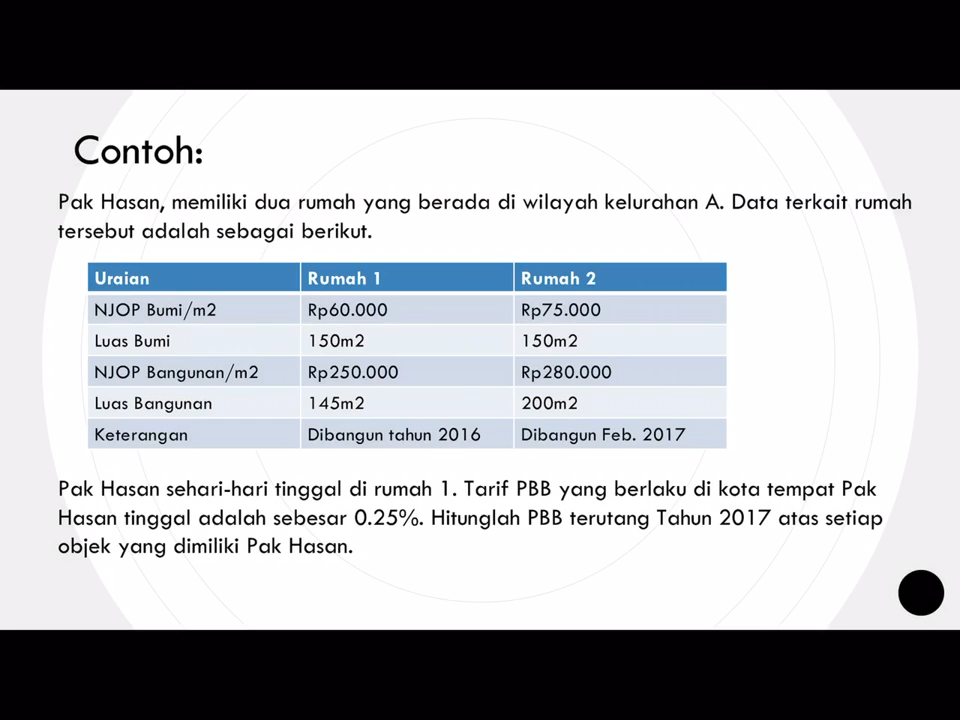 Contoh:
Pak Hasan, memiliki dua rumah yang berada di wilayah kelurahan A. Data terkait rumah
tersebut adalah sebagai berikut.
Uraian Rumah 1 Rumah 2
NJOP Bumi/m2 Rp60.000 Rp75.000
Luas Bumi 150m2 150m2
NJOP Bangunan/m2 Rp250.000 Rp280.000
Luas Bangunan 145m2 200m2
Keterangan Dibangun tahun 2016 Dibangun Feb. 2017
Pak Hasan sehari-hari tinggal di rumah 1. Tarif PBB yang berlaku di kota tempat Pak
Hasan tinggal adalah sebesar 0.25%. Hitunglah PBB terutang Tahun 2017 atas setiap
objek yang dimiliki Pak Hasan.